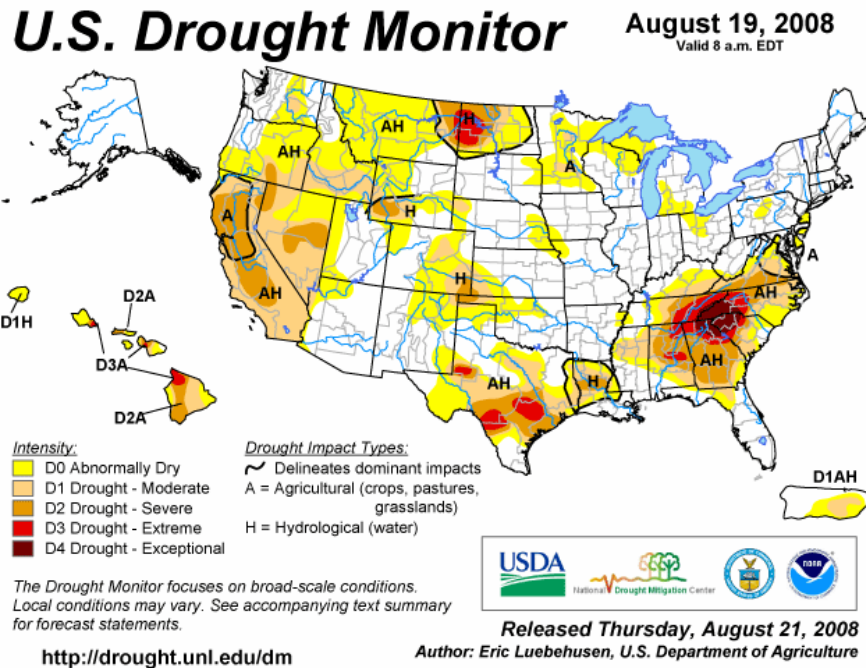 U.S. Drought Monitor
August 19, 2008
Valid 8 a.m. EDT
AH
H
AH
A
A
H
A
D1H
D2A
AH
H
AH
D3A
AH
AH
H
D2A
D1AH
Intensity:
D0 Abnormally Dry
D1 Drought - Moderate
D2 Drought - Severe
D3 Drought - Extreme
D4 Drought - Exceptional
Drought Impact Types:
Delineates dominant impacts
A = Agricultural (crops, pastures,
grasslands)
H = Hydrological (water)
USDA
National Drought Mitigation Center
NOAA
The Drought Monitor focuses on broad-scale conditions.
Local conditions may vary. See accompanying text summary
for forecast statements.
http://drought.unl.edu/dm
Released Thursday, August 21, 2008
Author: Eric Luebehusen, U.S. Department of Agriculture